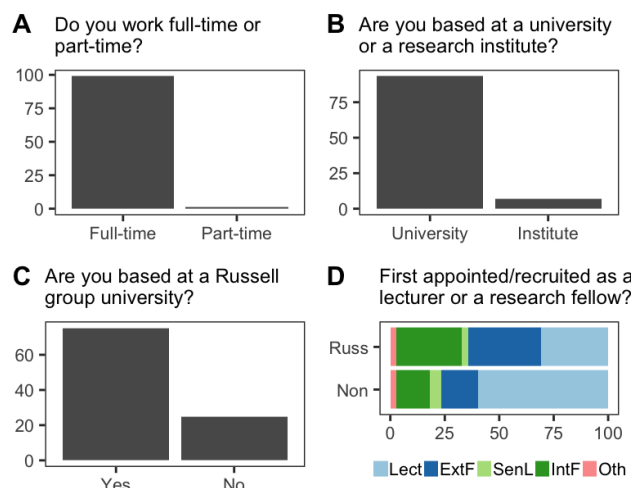 A Do you work full-time or
part-time?
100
75
50
25
0
Full-time Part-time
B Are you based at a university
or a research institute?
75
50
25
0
University Institute
C Are you based at a Russell
group university?
60
40
20
0
Yes No
D First appointed/recruited as a
lecturer or a research fellow?
Russ
Non
0 25 50 75 100
Lect ExtF SenL IntF Oth